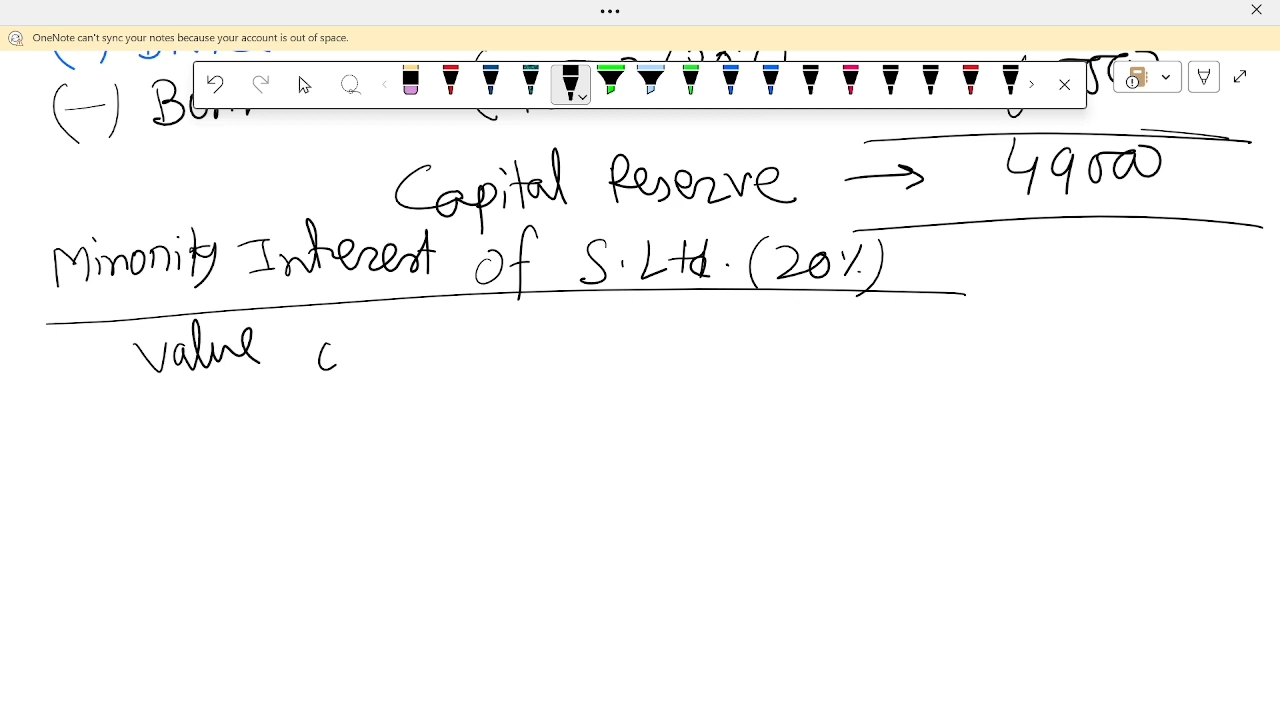 OneNote can't sync your notes because your account is out of space.
(-)
Capital Reserve → 49000
Minority Interest of S. Ltd. (20%)
Value